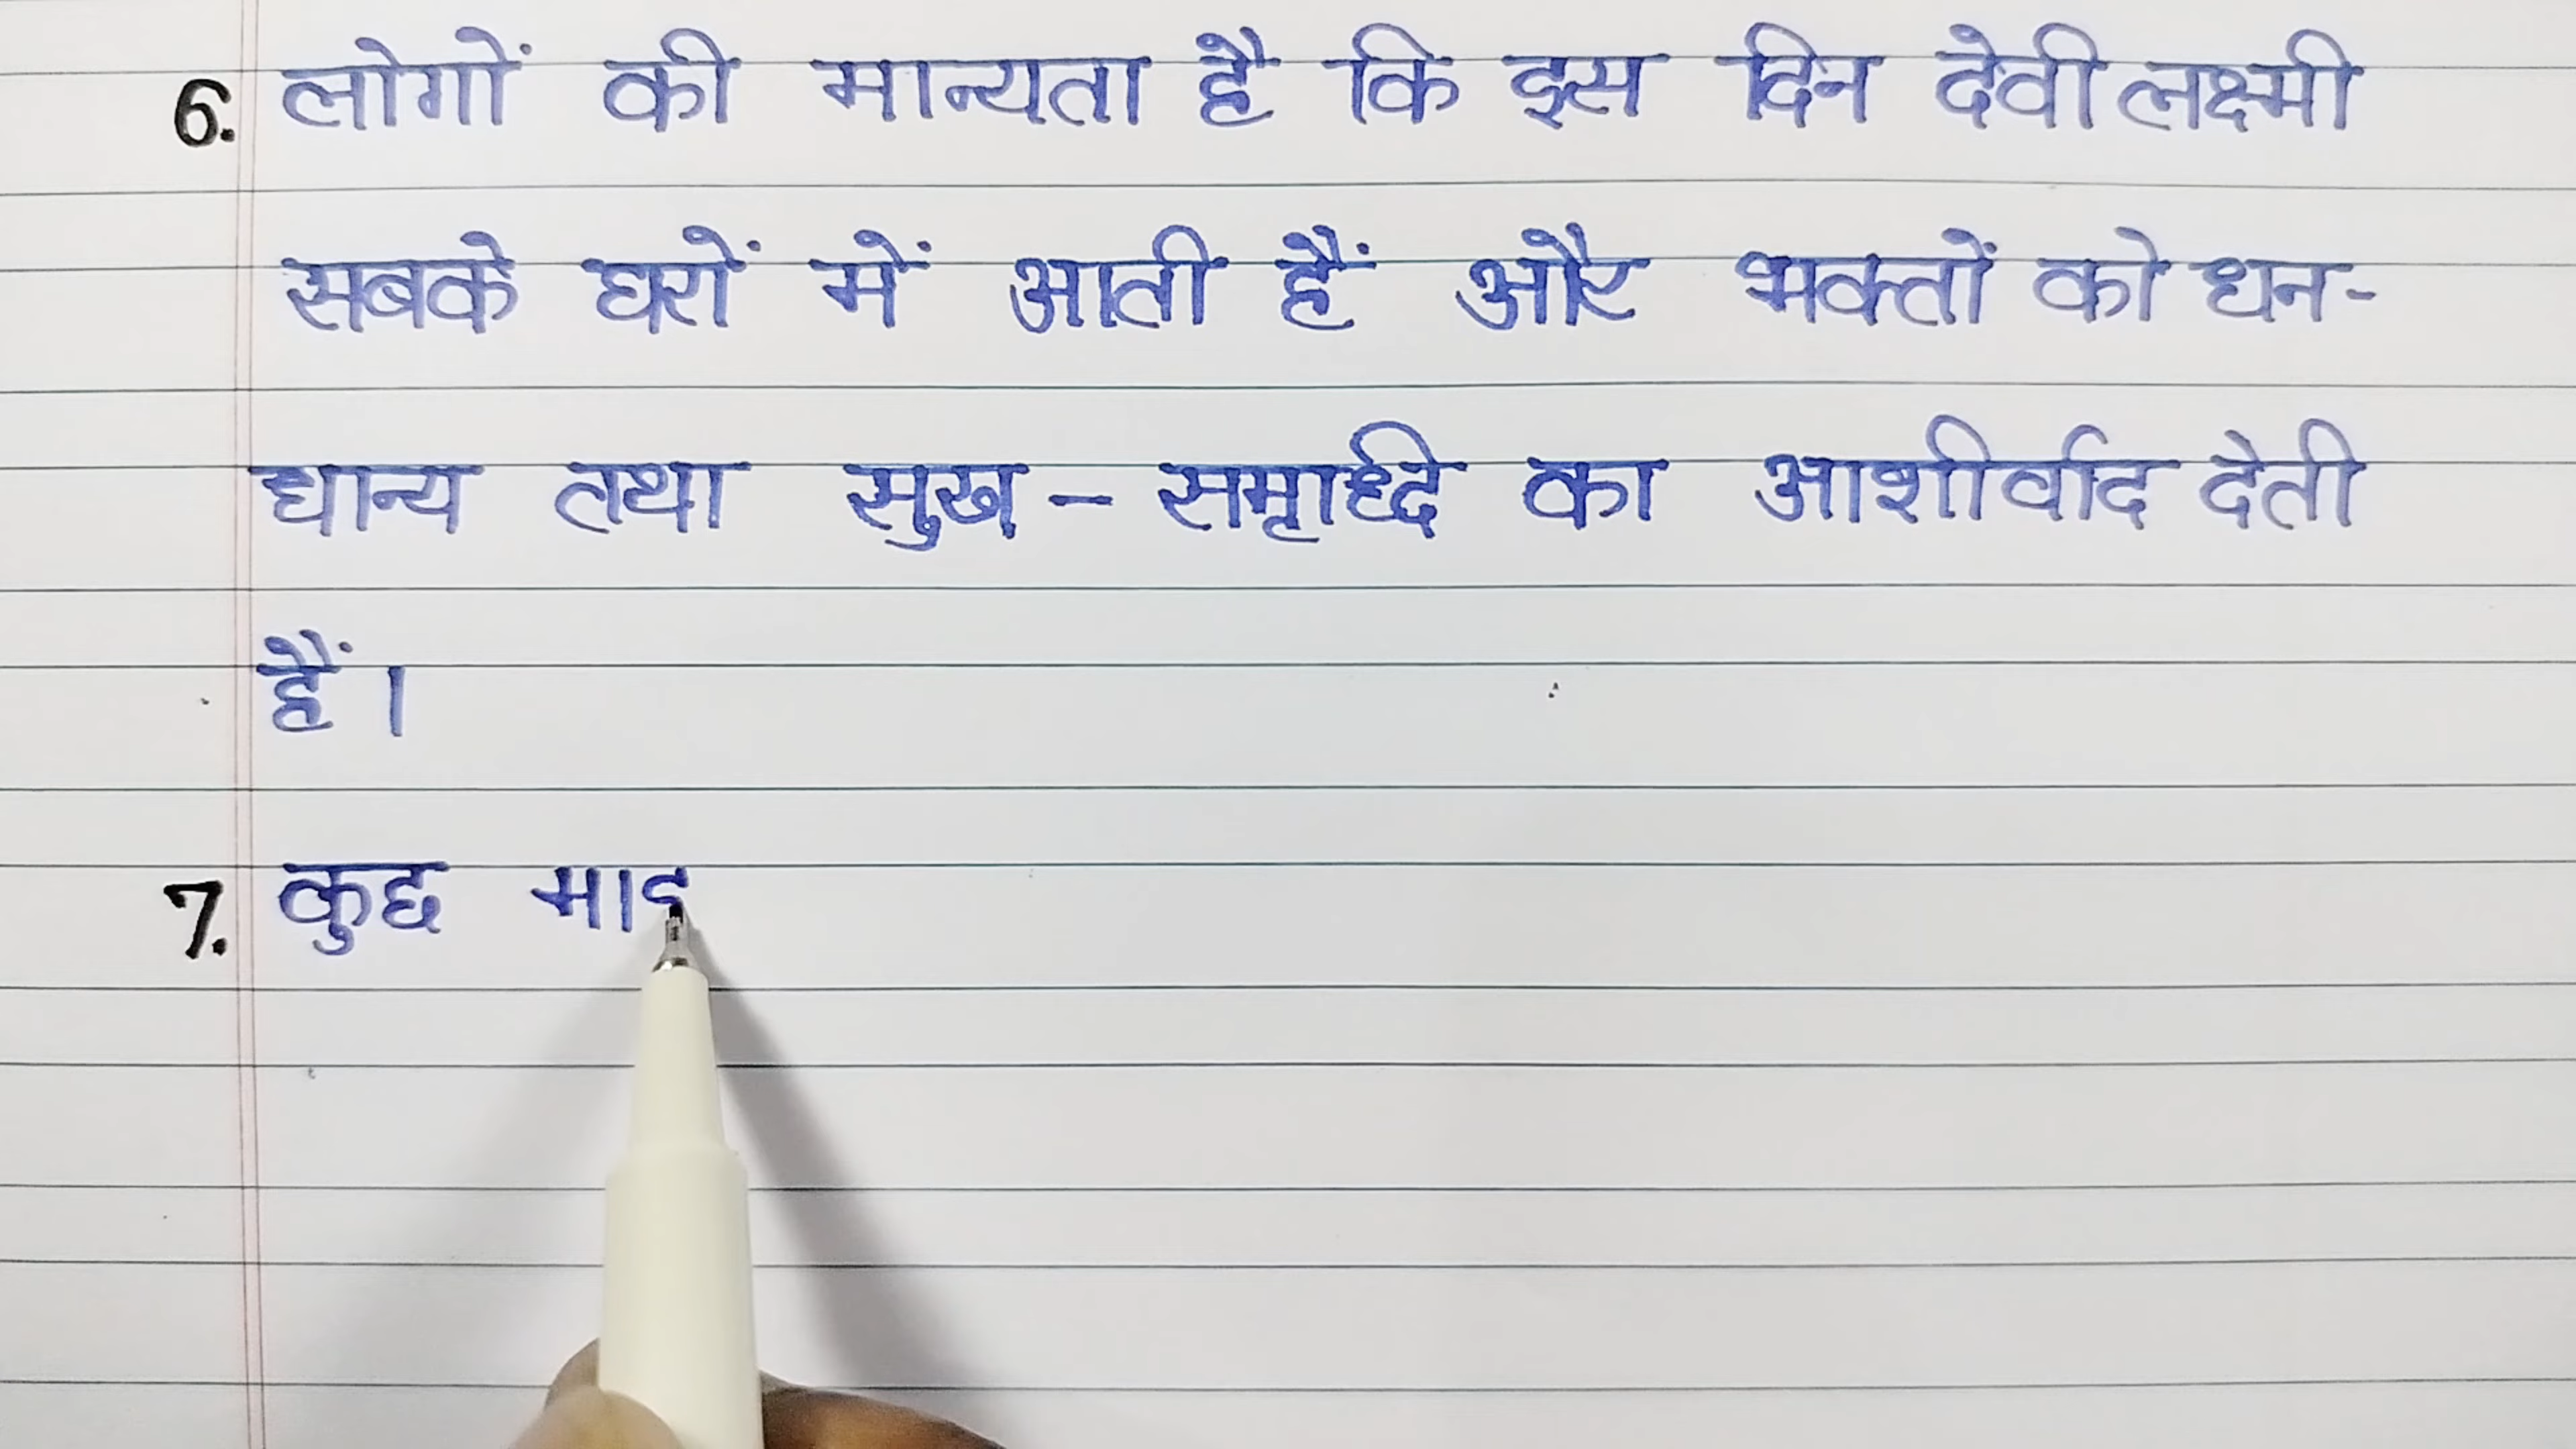 6. लोगों की मान्यता है कि इस दिन देवी लक्ष्मी
सबके घरों में आती हैं और भक्तों को धन-
धान्य तथा सुख - समृद्धि का आशीर्वाद देती
हैं।
7. कुछ